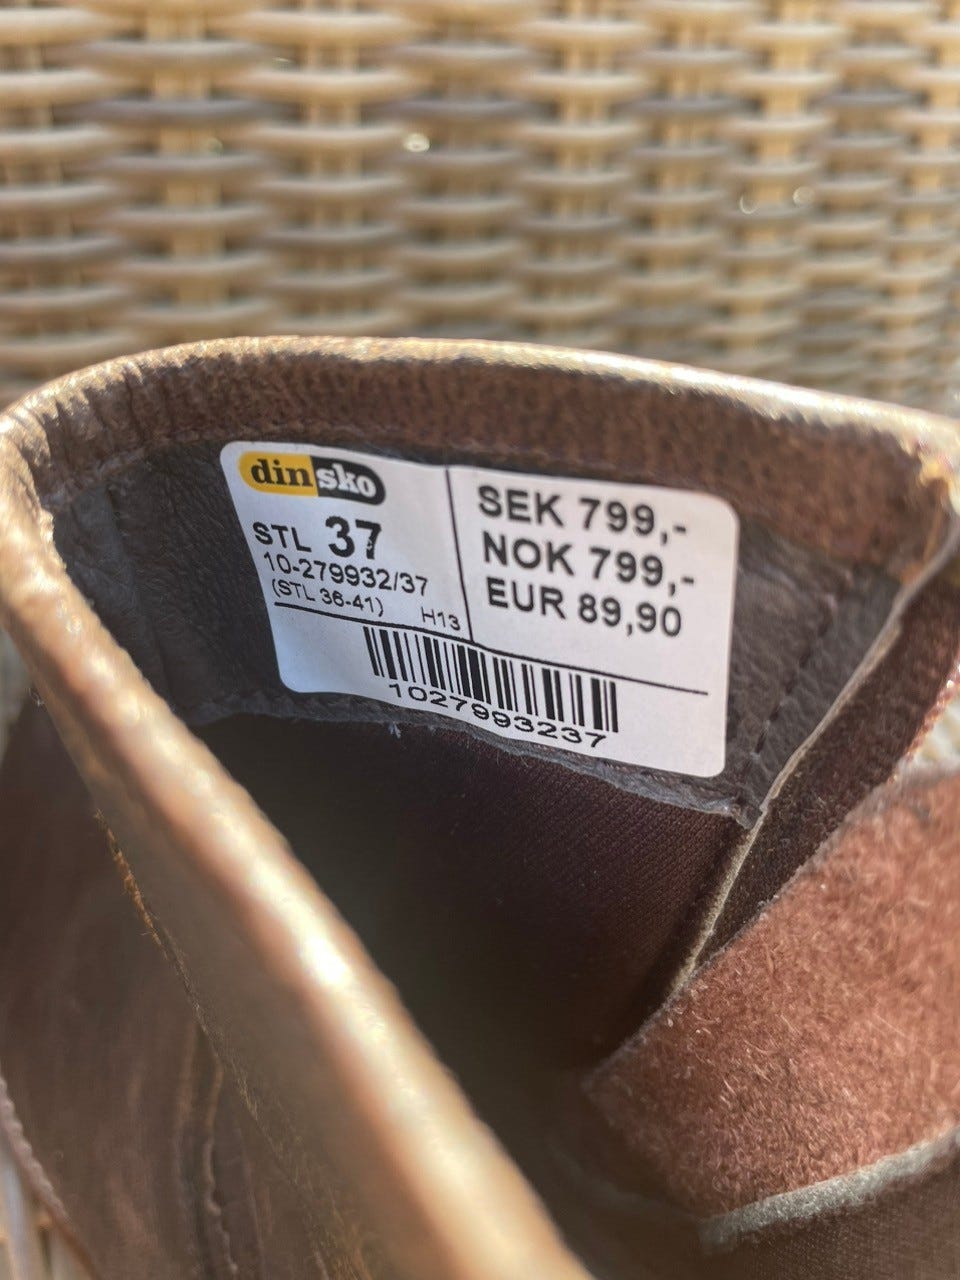 dinsko
STL 37
10-279932/37
(STL 36-41)
H13
SEK 799,-
NOK 799,-
EUR 89,90
1027993237